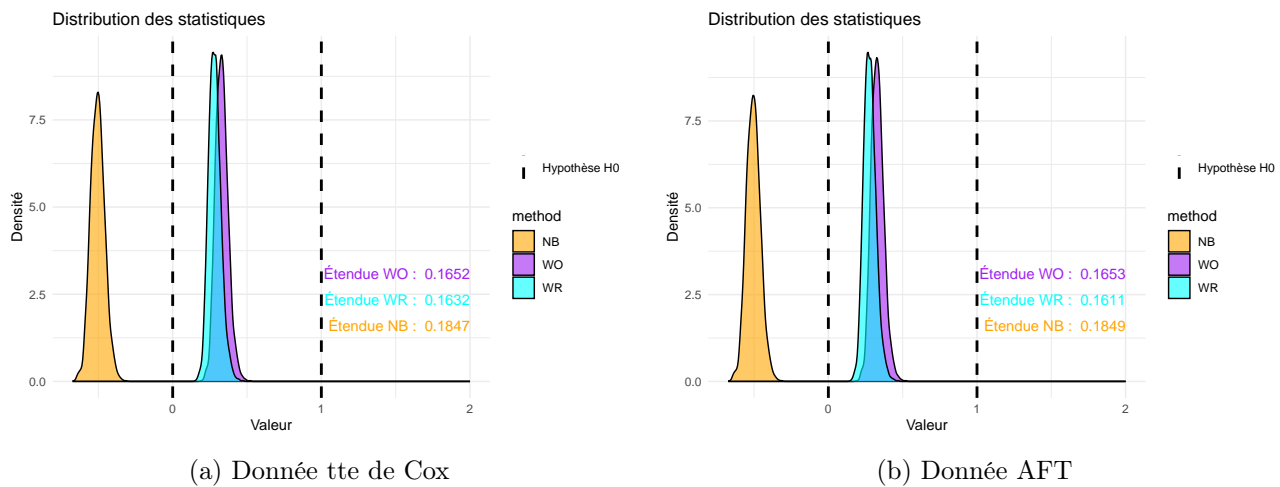 Distribution des statistiques
7.5
5.0
2.5
0.0
Densité
0
1
2
Valeur
Étendue WO : 0.1652
Étendue WR : 0.1632
Étendue NB : 0.1847
Hypothèse H0
method
NB
WO
WR
(a) Donnée tte de Cox
Distribution des statistiques
7.5
5.0
2.5
0.0
Densité
0
1
2
Valeur
Étendue WO : 0.1653
Étendue WR : 0.1611
Étendue NB : 0.1849
Hypothèse H0
method
NB
WO
WR
(b) Donnée AFT